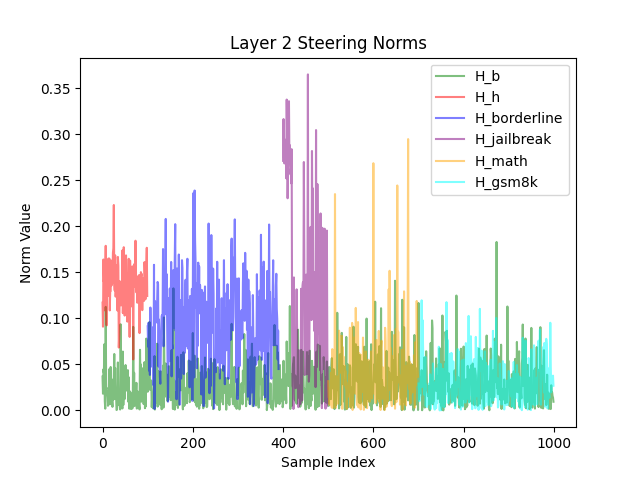 Layer 2 Steering Norms
H_b
H_h
H_borderline
H_jailbreak
H_math
H_gsm8k
0.35
0.30
0.25
0.20
0.15
0.10
0.05
0.00
Norm Value
0 200 400 600 800 1000
Sample Index